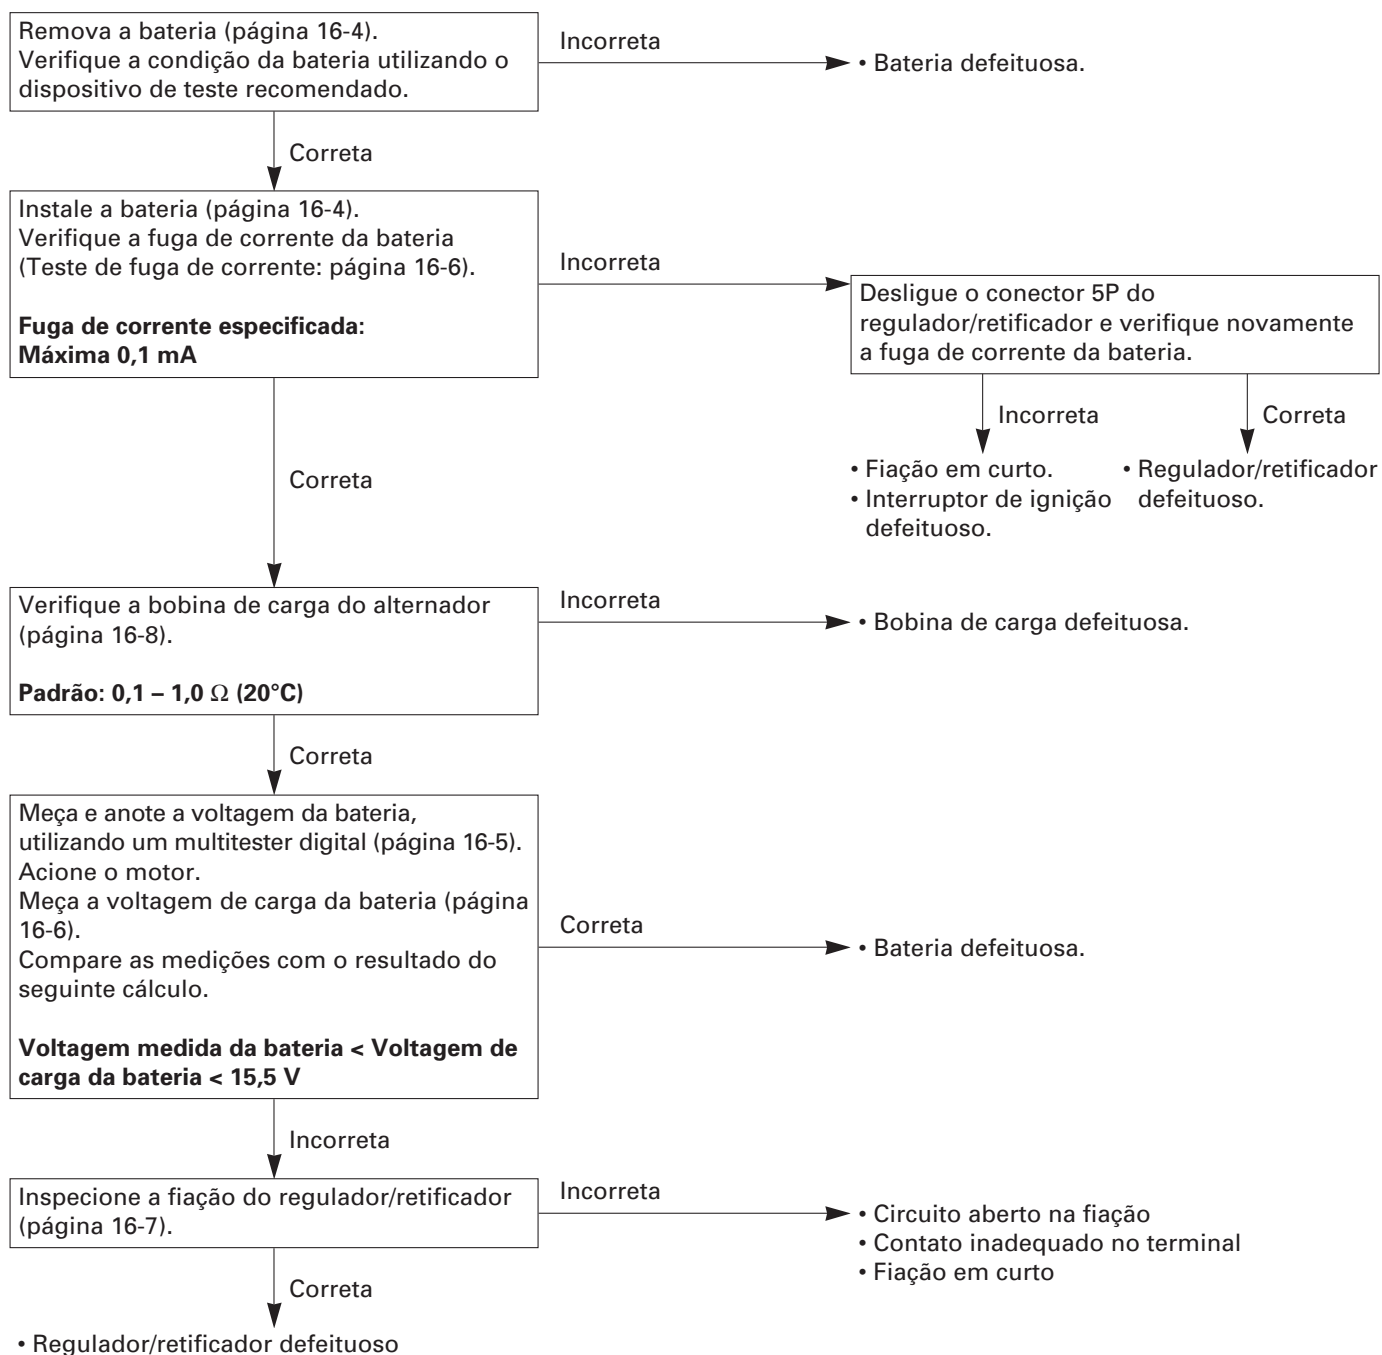 Remova a bateria (página 16-4).
Verifique a condição da bateria utilizando o
dispositivo de teste recomendado.
Incorreta
• Bateria defeituosa.
Correta
Instale a bateria (página 16-4).
Verifique a fuga de corrente da bateria
(Teste de fuga de corrente: página 16-6).
Fuga de corrente especificada:
Máxima 0,1 mA
Incorreta
Desligue o conector 5P do
regulador/retificador e verifique novamente
a fuga de corrente da bateria.
Incorreta
• Fiação em curto.
• Interruptor de ignição
defeituoso.
Correta
• Regulador/retificador
defeituoso.
Correta
Verifique a bobina de carga do alternador
(página 16-8).
Padrão: 0,1 – 1,0 Ω (20°C)
Incorreta
• Bobina de carga defeituosa.
Correta
Meça e anote a voltagem da bateria,
utilizando um multitester digital (página 16-5).
Acione o motor.
Meça a voltagem de carga da bateria (página
16-6).
Compare as medições com o resultado do
seguinte cálculo.
Voltagem medida da bateria < Voltagem de
carga da bateria < 15,5 V
Correta
• Bateria defeituosa.
Incorreta
Inspecione a fiação do regulador/retificador
(página 16-7).
Incorreta
• Circuito aberto na fiação
• Contato inadequado no terminal
• Fiação em curto
Correta
• Regulador/retificador defeituoso